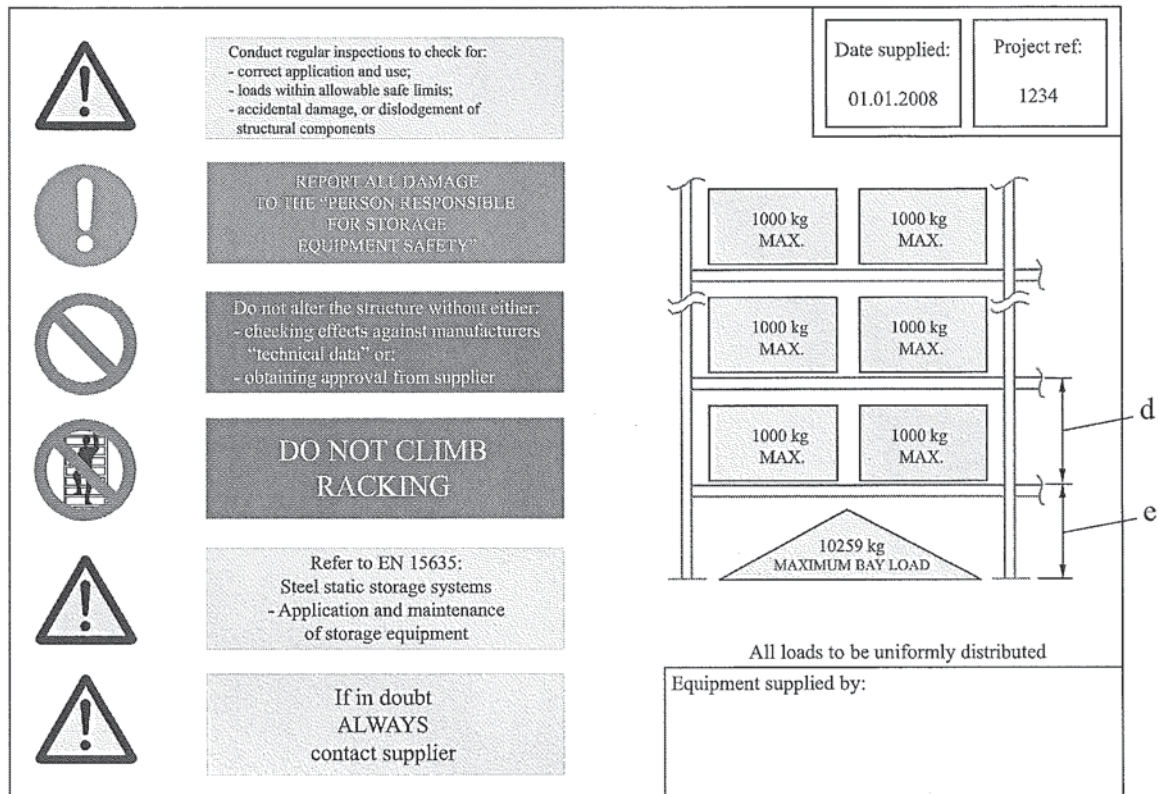 Conduct regular inspections to check for:
- correct application and use;
- loads within allowable safe limits;
- accidental damage, or dislodgement of
structural components
REPORT ALL DAMAGE
TO THE “PERSON RESPONSIBLE
FOR STORAGE
EQUIPMENT SAFETY”
Do not alter the structure without either:
- checking effects against manufacturers
“technical data” or;
- obtaining approval from supplier
DO NOT CLIMB
RACKING
Refer to EN 15635:
Steel static storage systems
- Application and maintenance
of storage equipment
If in doubt
ALWAYS
contact supplier
Date supplied:
01.01.2008
Project ref:
1234
1000 kg
MAX.
1000 kg
MAX.
1000 kg
MAX.
1000 kg
MAX.
1000 kg
MAX.
1000 kg
MAX.
d
e
10259 kg
MAXIMUM BAY LOAD
All loads to be uniformly distributed
Equipment supplied by: